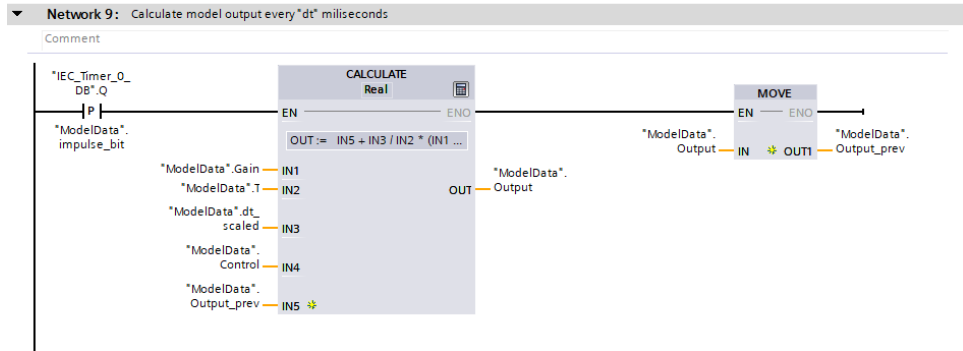 Network 9: Calculate model output every "dt" miliseconds
Comment
"IEC_Timer_0_
DB".Q
P
"ModelData".
impulse_bit
CALCULATE
Real
EN
ENO
OUT := IN5 + IN3 / IN2 * (IN1 ...
"ModelData".Gain
IN1
"ModelData".T
IN2
"ModelData".dt_
scaled
IN3
"ModelData".
Control
IN4
"ModelData".
Output_prev
IN5
OUT
"ModelData".
Output
MOVE
EN
ENO
"ModelData".
Output
IN
OUT1
"ModelData".
Output_prev